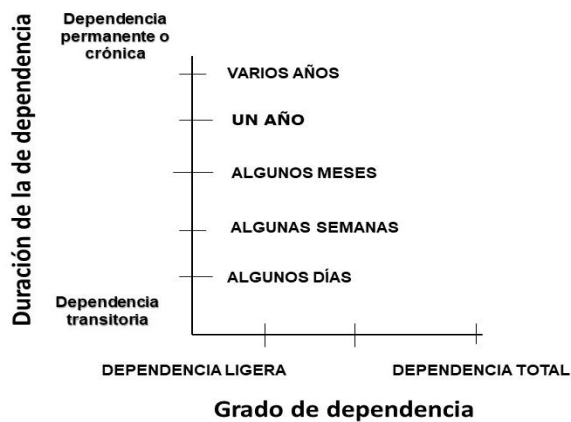 Duración de la de dependencia
Dependencia
permanente o
crónica
VARIOS AÑOS
UN AÑO
ALGUNOS MESES
ALGUNAS SEMANAS
ALGUNOS DÍAS
Dependencia
transitoria
DEPENDENCIA LIGERA
DEPENDENCIA TOTAL
Grado de dependencia